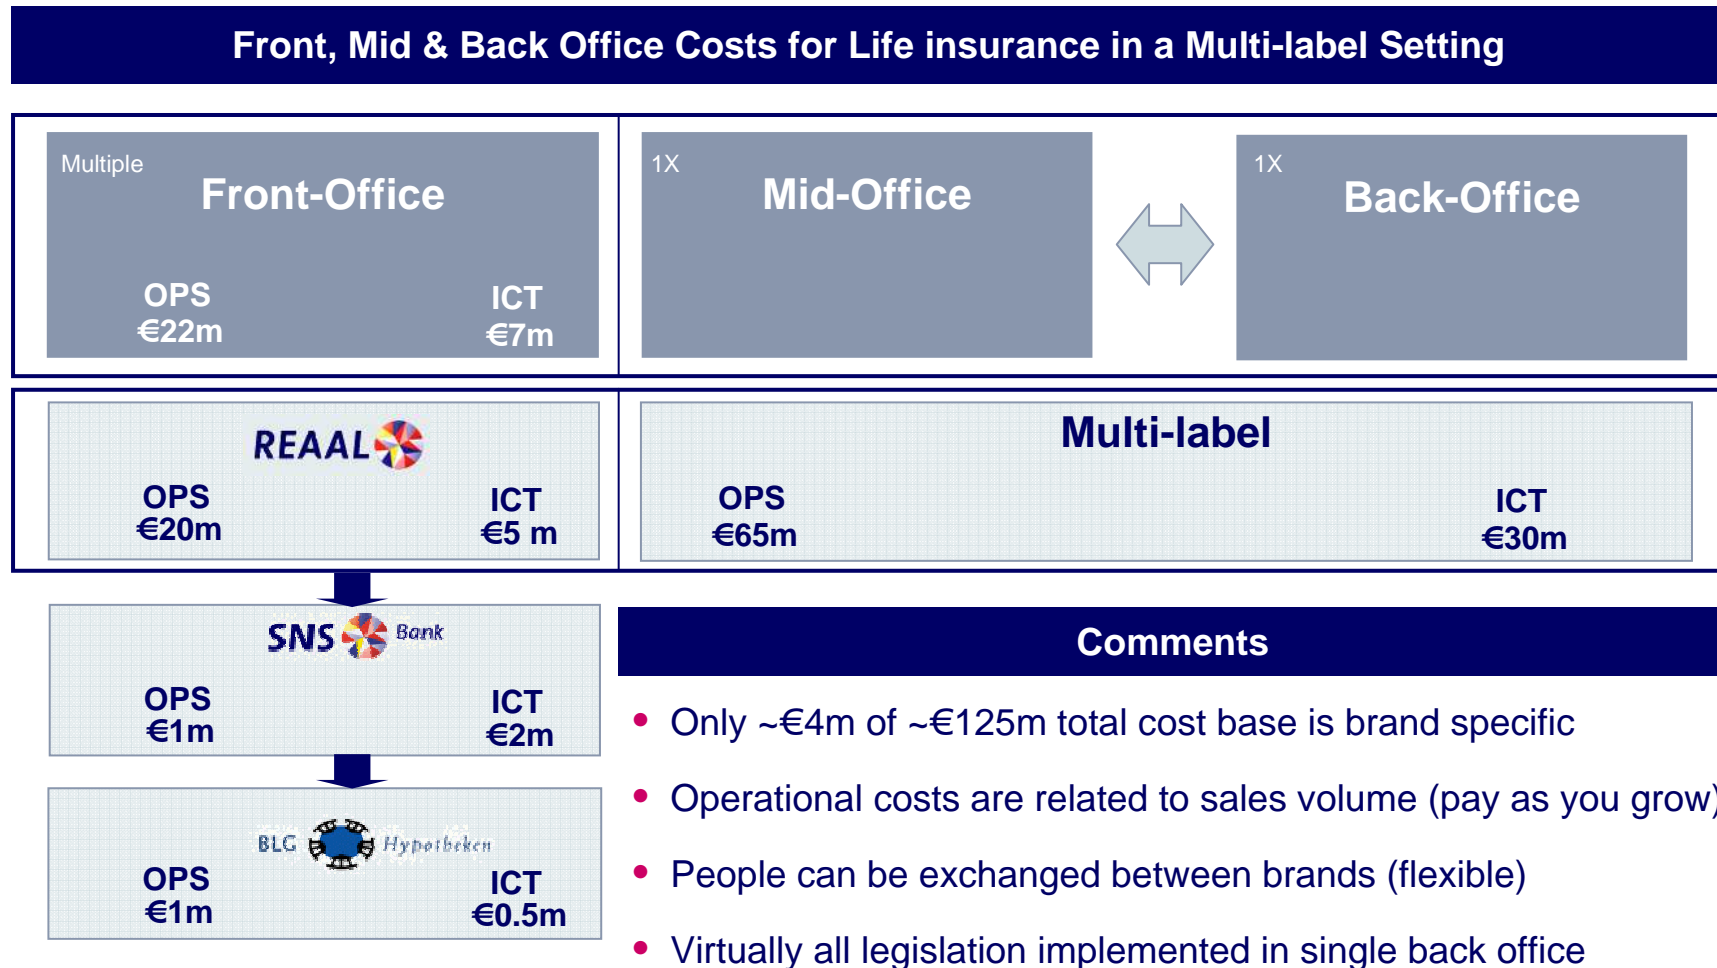 Front, Mid & Back Office Costs for Life insurance in a Multi-label Setting
Multiple
Front-Office
OPS
€22m
ICT
€7m
1X
Mid-Office
1X
Back-Office
REAAL
OPS
€20m
ICT
€5 m
Multi-label
OPS
€65m
ICT
€30m
SNS Bank
OPS
€1m
ICT
€2m
BLG Hypotheken
OPS
€1m
ICT
€0.5m
Comments
• Only ~€4m of ~€125m total cost base is brand specific
• Operational costs are related to sales volume (pay as you grow)
• People can be exchanged between brands (flexible)
• Virtually all legislation implemented in single back office